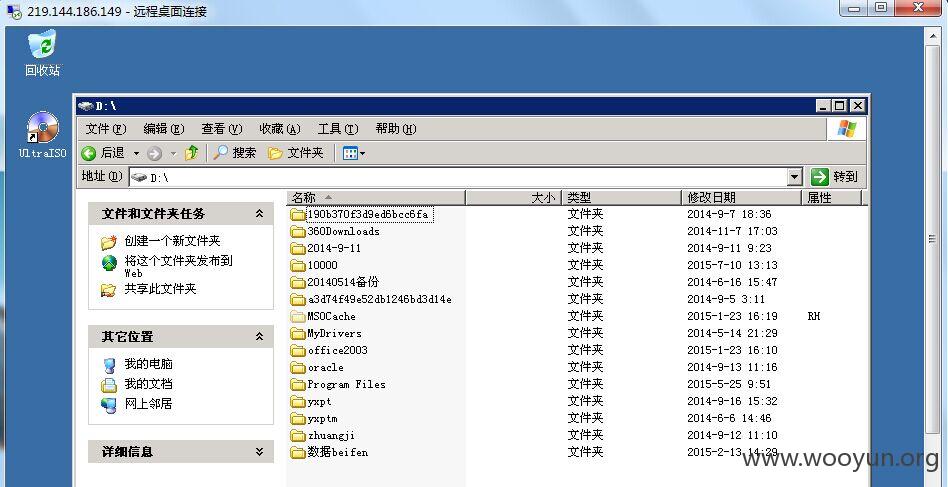 219.144.186.149 - 远程桌面连接
回收站
UltraISO
D:\
文件(F) 编辑(E) 查看(V) 收藏(A) 工具(T) 帮助(H)
后退 搜索 文件夹
地址(D) D:\ 转到
文件和文件夹任务
创建一个新文件夹
将这个文件夹发布到
Web
共享此文件夹
其它位置
我的电脑
我的文档
网上邻居
详细信息
名称 大小 类型 修改日期 属性
190b370f3d9ed6bcc6fa 文件夹 2014-9-7 18:36
360Downloads 文件夹 2014-11-7 17:03
2014-9-11 文件夹 2014-9-11 9:23
10000 文件夹 2015-7-10 13:13
20140514备份 文件夹 2014-6-16 15:47
a3d74f49e52db1246bd3d14e 文件夹 2014-9-5 3:11
MSOCache 文件夹 2015-1-23 16:19 RH
MyDrivers 文件夹 2014-5-14 21:29
office2003 文件夹 2015-1-23 16:10
oracle 文件夹 2014-9-13 11:16
Program Files 文件夹 2015-5-25 9:51
yxpt 文件夹 2014-9-16 15:32
yxptm 文件夹 2014-6-6 14:46
zhuangji 文件夹 2014-9-12 11:10
数据beifen 文件夹 2015-2-13 14:29
www.wooyun.org